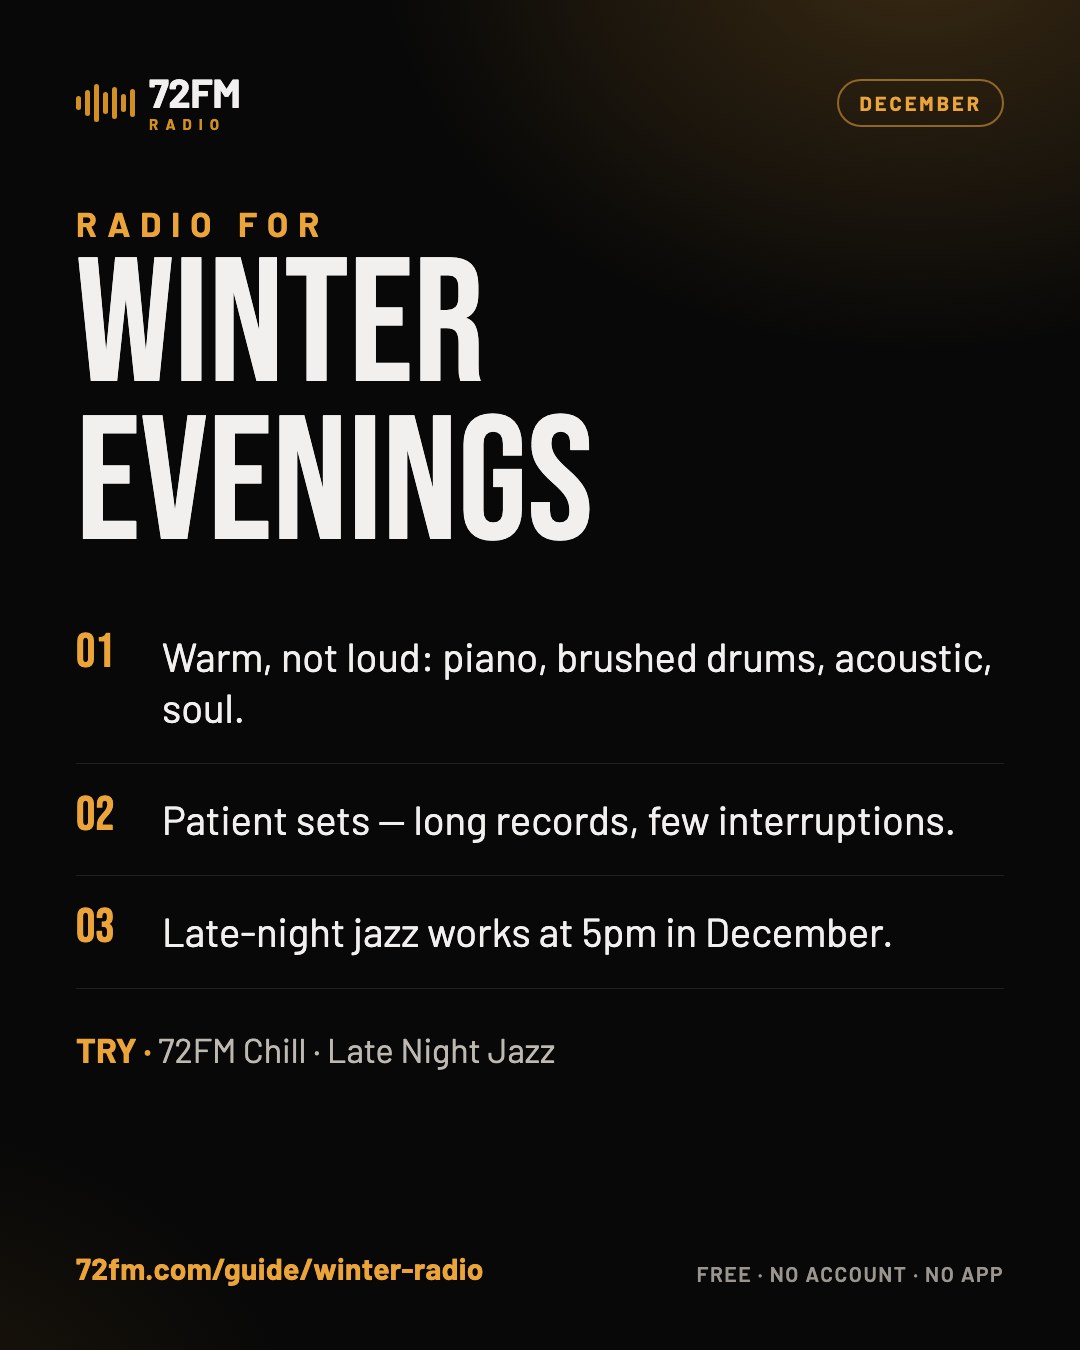 72FM
RADIO
DECEMBER
RADIO FOR
WINTER
EVENINGS
01 Warm, not loud: piano, brushed drums, acoustic,
soul.
02 Patient sets — long records, few interruptions.
03 Late-night jazz works at 5pm in December.
TRY · 72FM Chill · Late Night Jazz
72fm.com/guide/winter-radio
FREE · NO ACCOUNT · NO APP